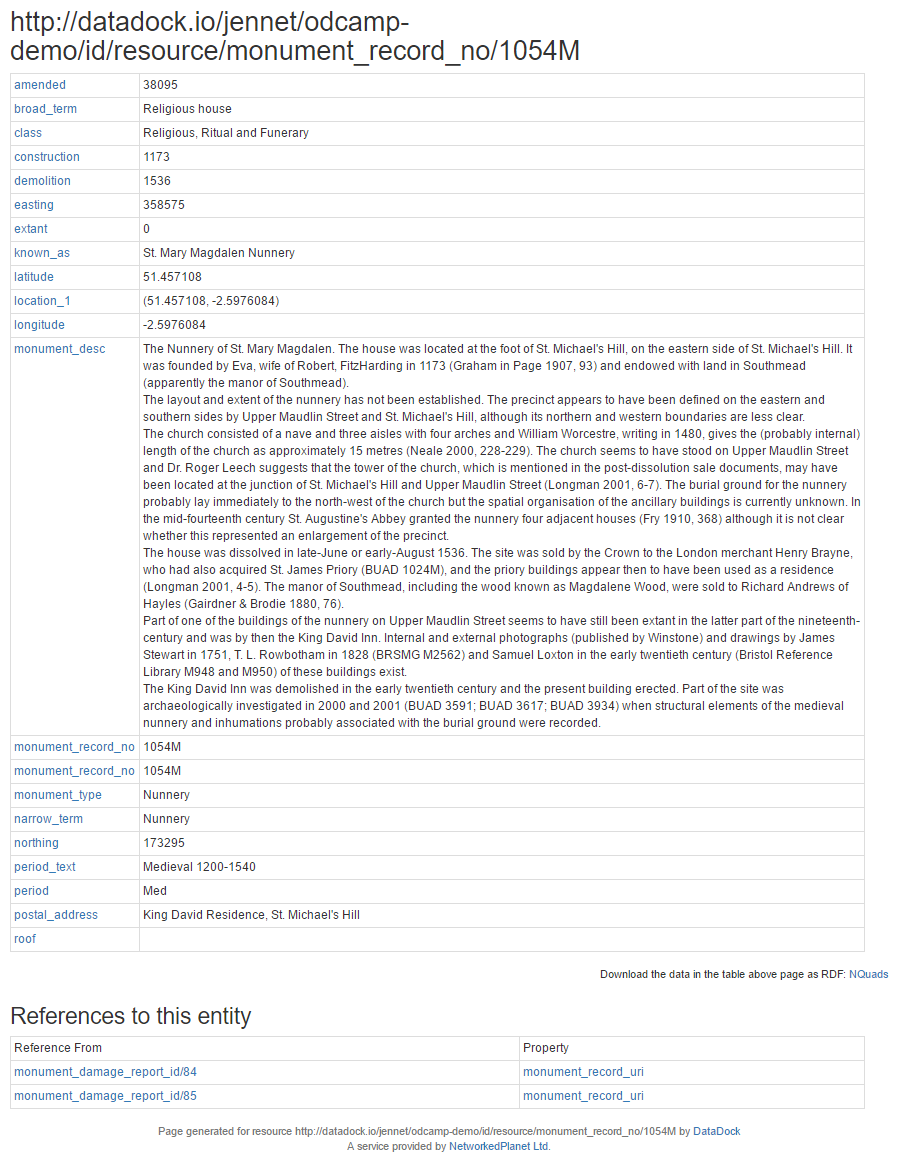 http://datadock.io/jennet/odcamp-
demo/id/resource/monument_record_no/1054M
amended 38095
broad_term Religious house
class Religious, Ritual and Funerary
construction 1173
demolition 1536
easting 358575
extant 0
known_as St. Mary Magdalen Nunnery
latitude 51.457108
location_1 (51.457108, -2.5976084)
longitude -2.5976084
monument_desc The Nunnery of St. Mary Magdalen. The house was located at the foot of St. Michael's Hill, on the eastern side of St. Michael's Hill. It
was founded by Eva, wife of Robert, FitzHarding in 1173 (Graham in Page 1907, 93) and endowed with land in Southmead
(apparently the manor of Southmead).
The layout and extent of the nunnery has not been established. The precinct appears to have been defined on the eastern and
southern sides by Upper Maudlin Street and St. Michael's Hill, although its northern and western boundaries are less clear.
The church consisted of a nave and three aisles with four arches and William Worcestre, writing in 1480, gives the (probably internal)
length of the church as approximately 15 metres (Neale 2000, 228-229). The church seems to have stood on Upper Maudlin Street
and Dr. Roger Leech suggests that the tower of the church, which is mentioned in the post-dissolution sale documents, may have
been located at the junction of St. Michael's Hill and Upper Maudlin Street (Longman 2001, 6-7). The burial ground for the nunnery
probably lay immediately to the north-west of the church but the spatial organisation of the ancillary buildings is currently unknown. In
the mid-fourteenth century St. Augustine's Abbey granted the nunnery four adjacent houses (Fry 1910, 368) although it is not clear
whether this represented an enlargement of the precinct.
The house was dissolved in late-June or early-August 1536. The site was sold by the Crown to the London merchant Henry Brayne,
who had also acquired St. James Priory (BUAD 1024M), and the priory buildings appear then to have been used as a residence
(Longman 2001, 4-5). The manor of Southmead, including the wood known as Magdalene Wood, were sold to Richard Andrews of
Hayles (Gairdner & Brodie 1880, 76).
Part of one of the buildings of the nunnery on Upper Maudlin Street seems to have still been extant in the latter part of the nineteenth-
century and was by then the King David Inn. Internal and external photographs (published by Winstone) and drawings by James
Stewart in 1751, T. L. Rowbotham in 1828 (BRSMG M2562) and Samuel Loxton in the early twentieth century (Bristol Reference
Library M948 and M950) of these buildings exist.
The King David Inn was demolished in the early twentieth century and the present building erected. Part of the site was
archaeologically investigated in 2000 and 2001 (BUAD 3591; BUAD 3617; BUAD 3934) when structural elements of the medieval
nunnery and inhumations probably associated with the burial ground were recorded.
monument_record_no 1054M
monument_record_no 1054M
monument_type Nunnery
narrow_term Nunnery
northing 173295
period_text Medieval 1200-1540
period Med
postal_address King David Residence, St. Michael's Hill
roof
Download the data in the table above page as RDF: NQuads
References to this entity
Reference From Property
monument_damage_report_id/84 monument_record_uri
monument_damage_report_id/85 monument_record_uri
Page generated for resource http://datadock.io/jennet/odcamp-demo/id/resource/monument_record_no/1054M by DataDock
A service provided by NetworkedPlanet Ltd.